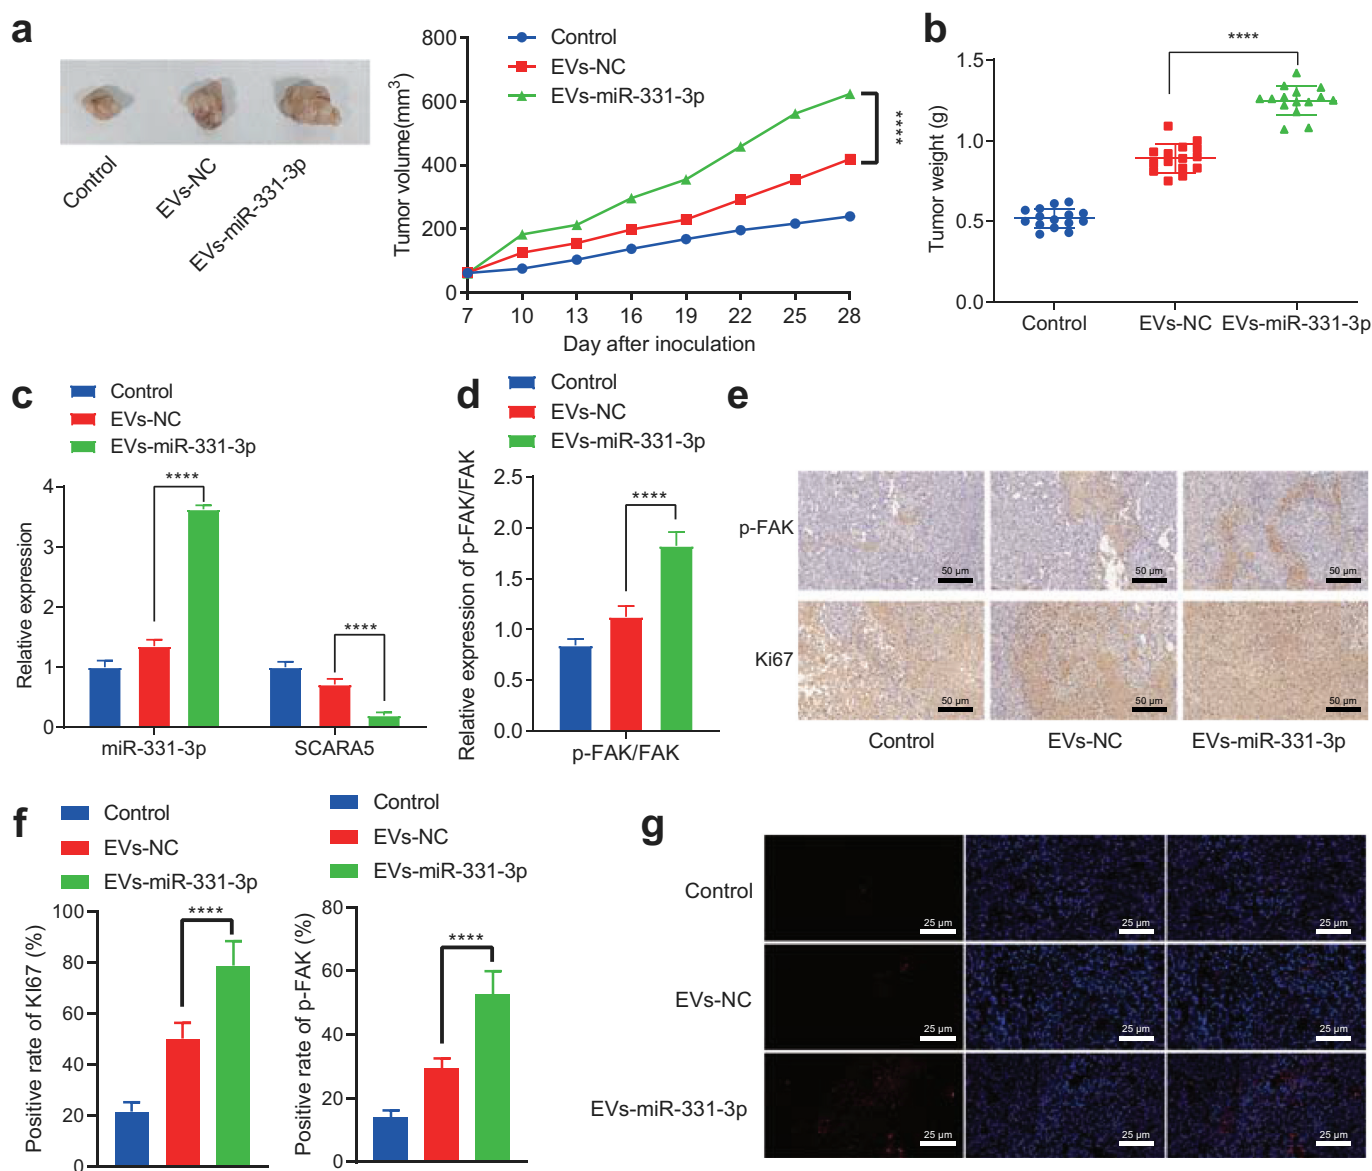 a
Control
EVs-NC
EVs-miR-331-3p
Control
EVs-NC
EVs-miR-331-3p
Tumor volume(mm³)
800
600
400
200
0
7 10 13 16 19 22 25 28
Day after inoculation
****
b
****
Tumor weight (g)
1.5
1.0
0.5
0.0
Control EVs-NC EVs-miR-331-3p
c
Control
EVs-NC
EVs-miR-331-3p
Relative expression
4
3
2
1
0
****
****
miR-331-3p SCARA5
d
Control
EVs-NC
EVs-miR-331-3p
Relative expression of p-FAK/FAK
2.5
2.0
1.5
1.0
0.5
0.0
****
p-FAK/FAK
e
p-FAK
50 µm 50 µm 50 µm
Ki67
50 µm 50 µm 50 µm
Control EVs-NC EVs-miR-331-3p
f
Control
EVs-NC
EVs-miR-331-3p
Positive rate of KI67 (%)
100
80
60
40
20
0
****
Control
EVs-NC
EVs-miR-331-3p
Positive rate of p-FAK (%)
80
60
40
20
0
****
g
Control
25 µm 25 µm 25 µm
EVs-NC
25 µm 25 µm 25 µm
EVs-miR-331-3p
25 µm 25 µm 25 µm